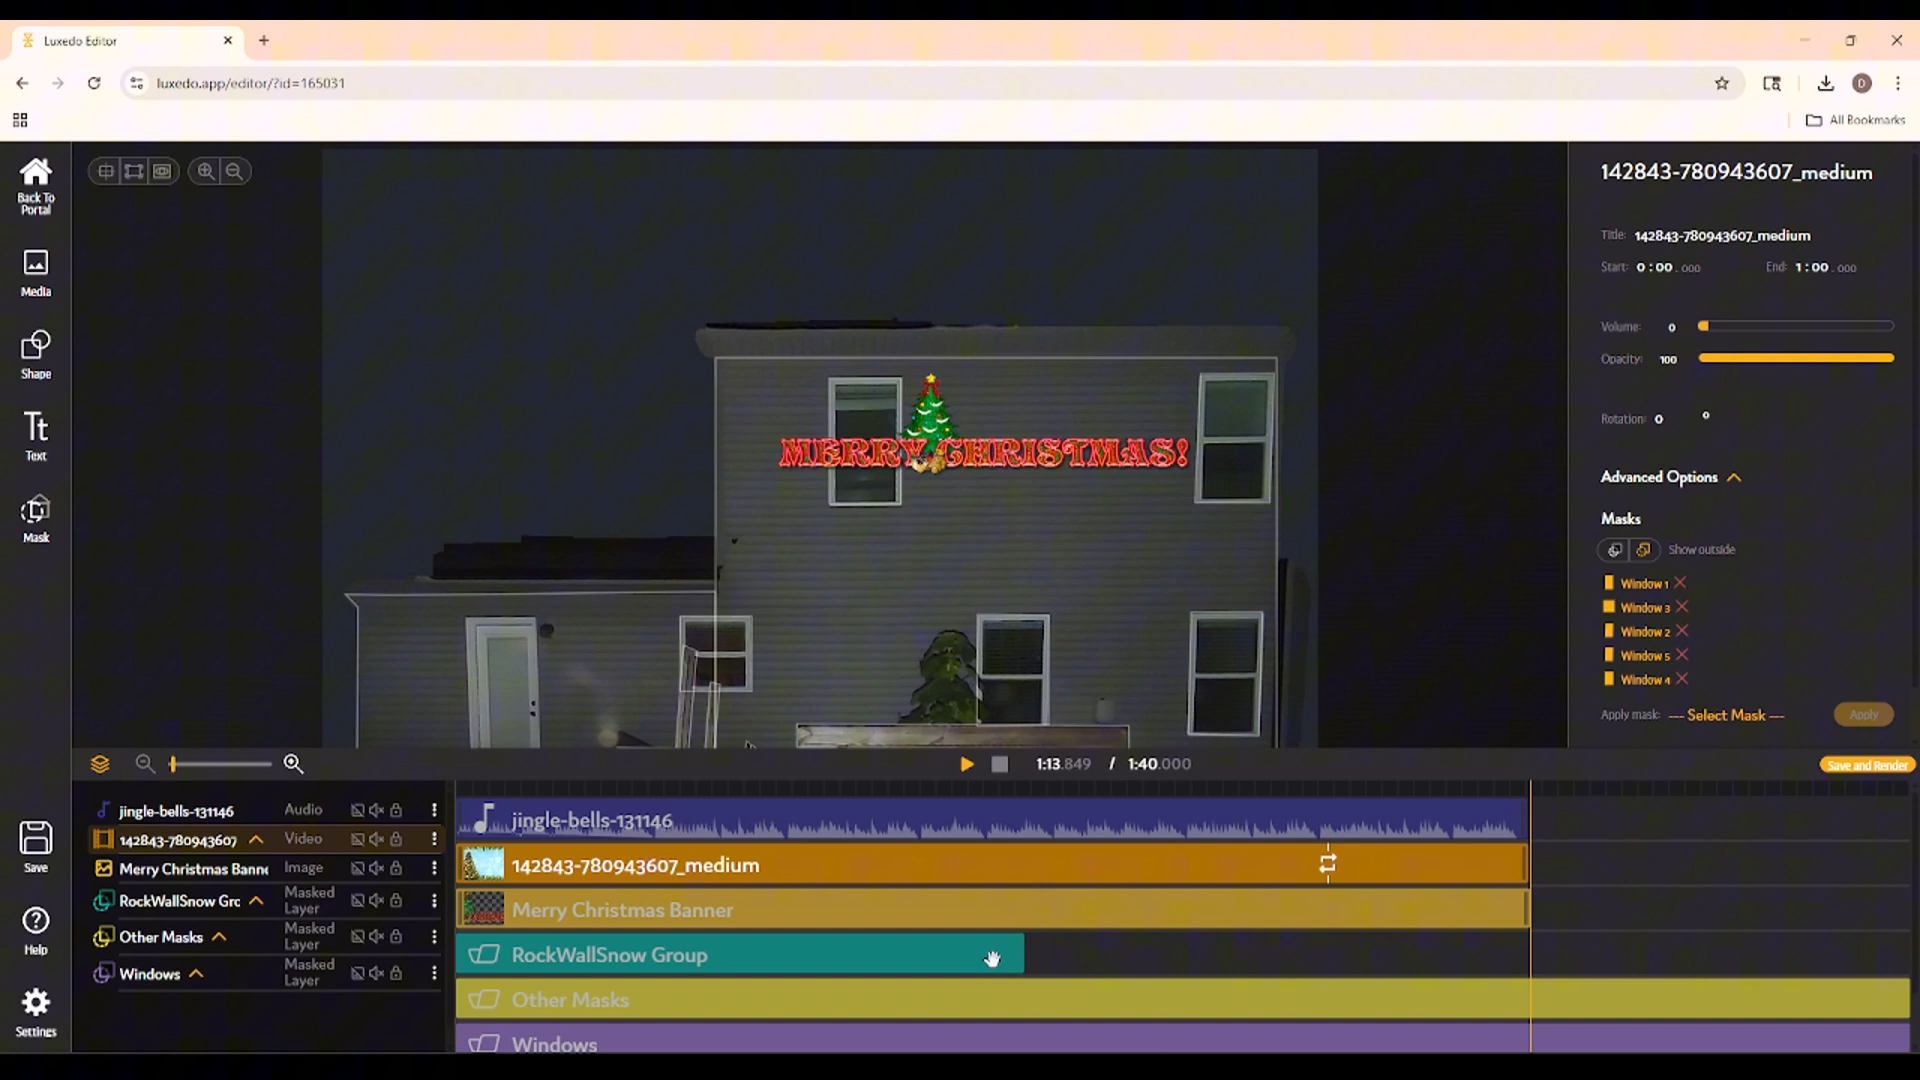 Luxedo Editor
luxedo.app/editor/?id=165031
D
All Bookmarks
Back To
Portal
Media
Shape
Text
Mask
Save
Help
Settings
MERRY CHRISTMAS!
142843-780943607_medium
Title: 142843-780943607_medium
Start: 0:00.000 End: 1:00.000
Volume: 0
Opacity: 100
Rotation: 0 °
Advanced Options
Masks
Show outside
Window 1
Window 3
Window 2
Window 5
Window 4
Apply mask: --- Select Mask --- Apply
1:13.849 / 1:40.000
Save and Render
jingle-bells-131146 Audio
142843-780943607 Video
Merry Christmas Banne Image
RockWallSnow Grc Masked Layer
Other Masks Masked Layer
Windows Masked Layer
jingle-bells-131146
142843-780943607_medium
Merry Christmas Banner
RockWallSnow Group
Other Masks
Windows